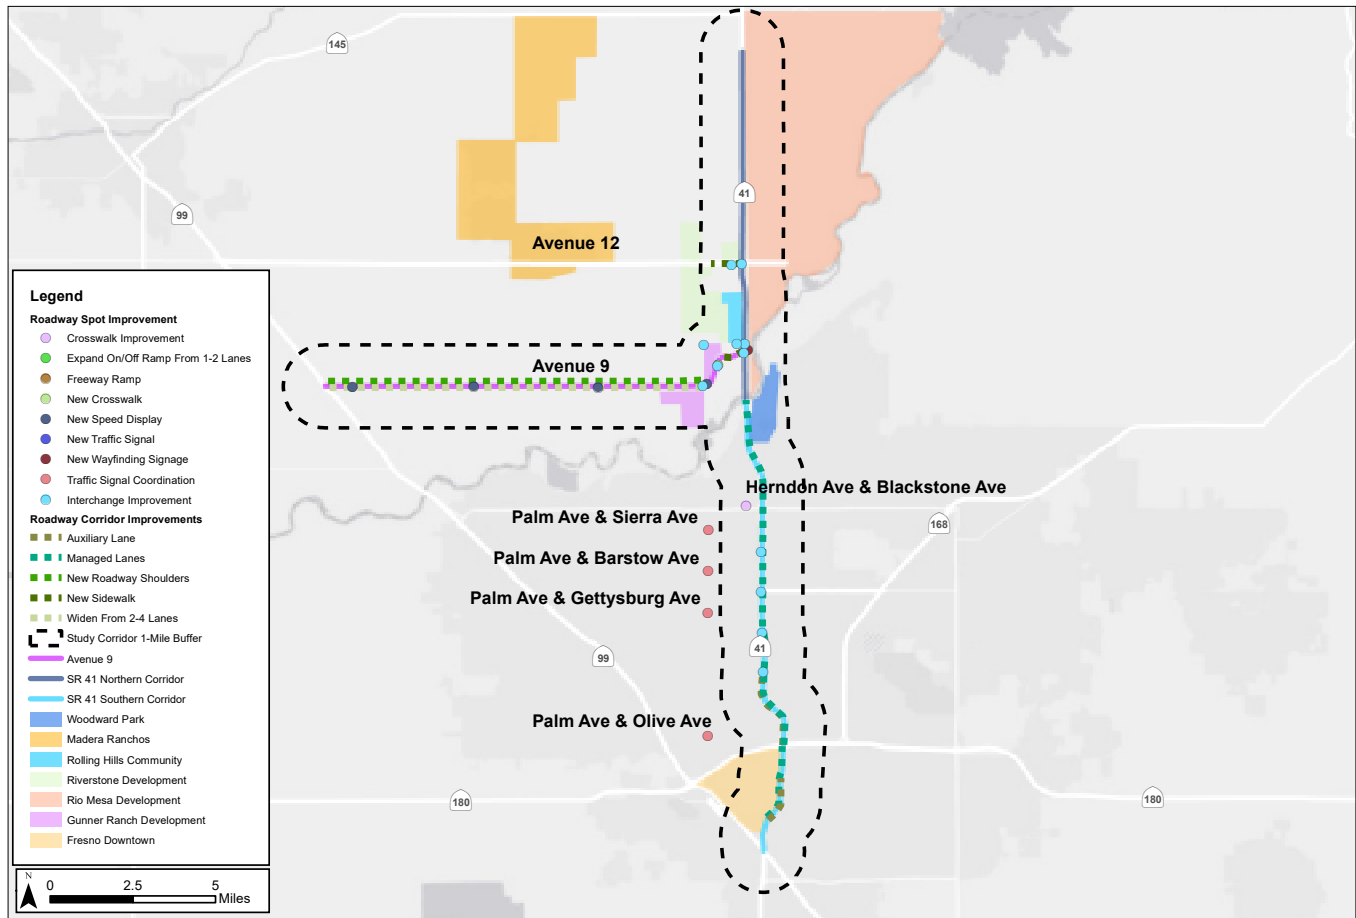 145
99
41
Avenue 12
Avenue 9
Herndon Ave & Blackstone Ave
Palm Ave & Sierra Ave
168
Palm Ave & Barstow Ave
Palm Ave & Gettysburg Ave
41
99
Palm Ave & Olive Ave
180
180
Legend
Roadway Spot Improvement
Crosswalk Improvement
Expand On/Off Ramp From 1-2 Lanes
Freeway Ramp
New Crosswalk
New Speed Display
New Traffic Signal
New Wayfinding Signage
Traffic Signal Coordination
Interchange Improvement
Roadway Corridor Improvements
Auxiliary Lane
Managed Lanes
New Roadway Shoulders
New Sidewalk
Widen From 2-4 Lanes
Study Corridor 1-Mile Buffer
Avenue 9
SR 41 Northern Corridor
SR 41 Southern Corridor
Woodward Park
Madera Ranchos
Rolling Hills Community
Riverstone Development
Rio Mesa Development
Gunner Ranch Development
Fresno Downtown
N
0 2.5 5
Miles